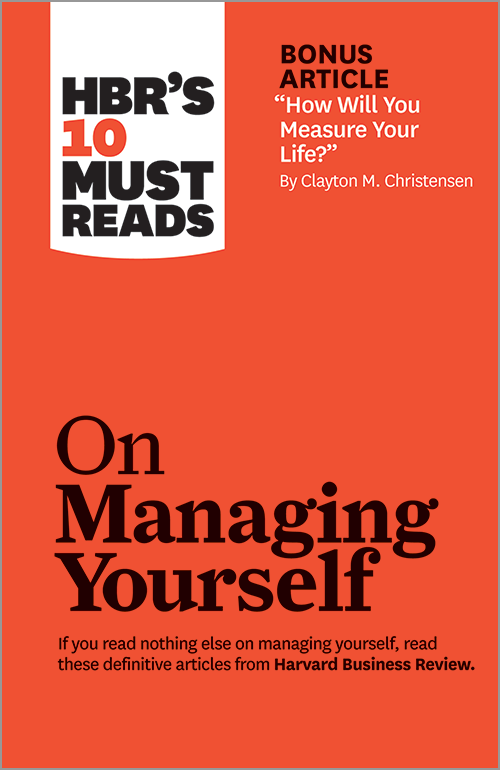 HBR'S
10
MUST
READS
BONUS
ARTICLE
“How Will You
Measure Your
Life?”
By Clayton M. Christensen
On
Managing
Yourself
If you read nothing else on managing yourself, read
these definitive articles from Harvard Business Review.